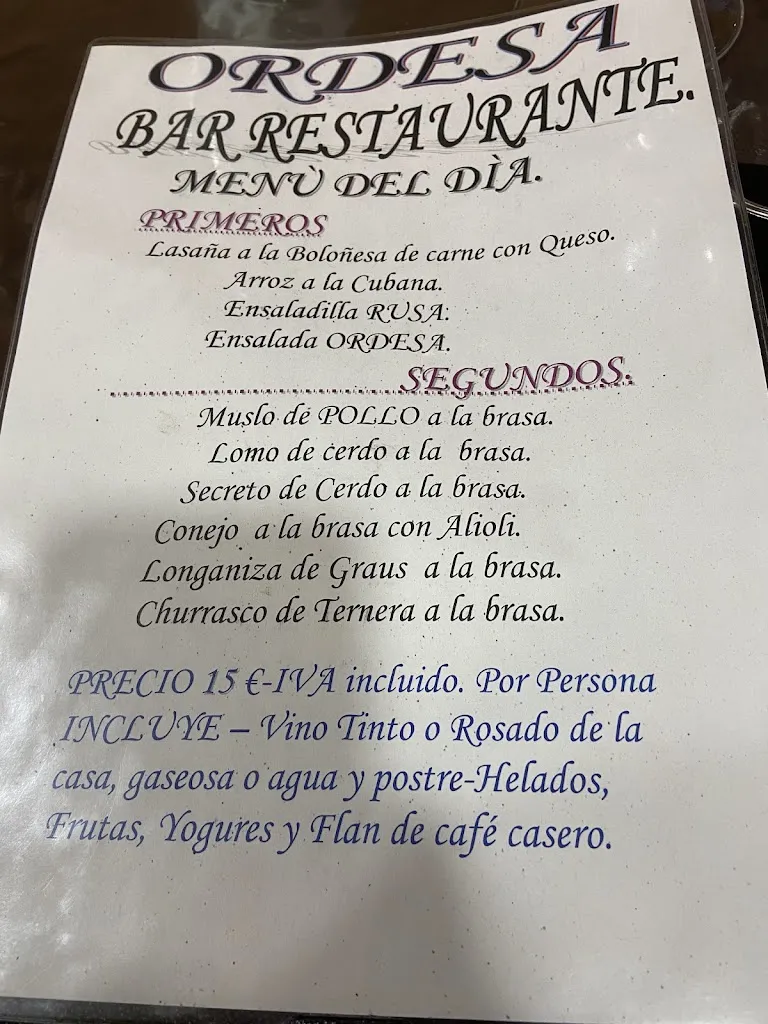 ORDESA
BAR RESTAURANTE.
MENÙ DEL DÌA.
PRIMEROS
Lasaña a la Boloñesa de carne con Queso.
Arroz a la Cubana.
Ensaladilla RUSA.
Ensalada ORDESA.
SEGUNDOS.
Muslo de POLLO a la brasa.
Lomo de cerdo a la brasa.
Secreto de Cerdo a la brasa.
Conejo a la brasa con Alioli.
Longaniza de Graus a la brasa.
Churrasco de Ternera a la brasa.
PRECIO 15 €-IVA incluido. Por Persona
INCLUYE – Vino Tinto o Rosado de la
casa, gaseosa o agua y postre-Helados,
Frutas, Yogures y Flan de café casero.